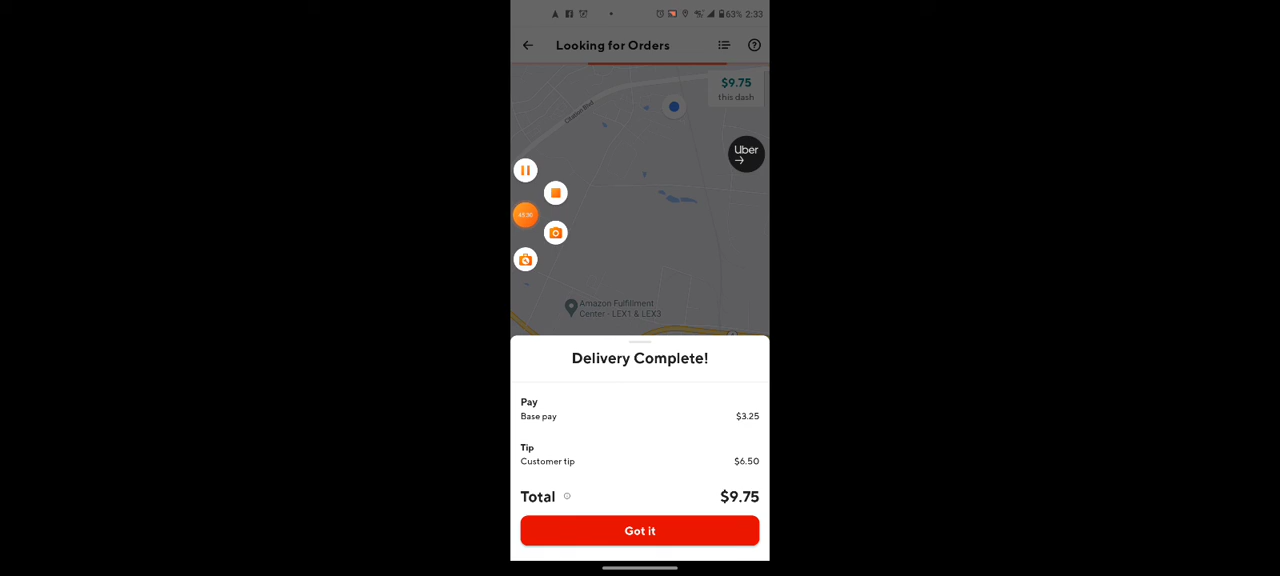 63% 2:33
Looking for Orders
$9.75
this dash
Citation Blvd
Uber
Amazon Fulfillment
Center - LEX1 & LEX3
Delivery Complete!
Pay
Base pay $3.25
Tip
Customer tip $6.50
Total $9.75
Got it